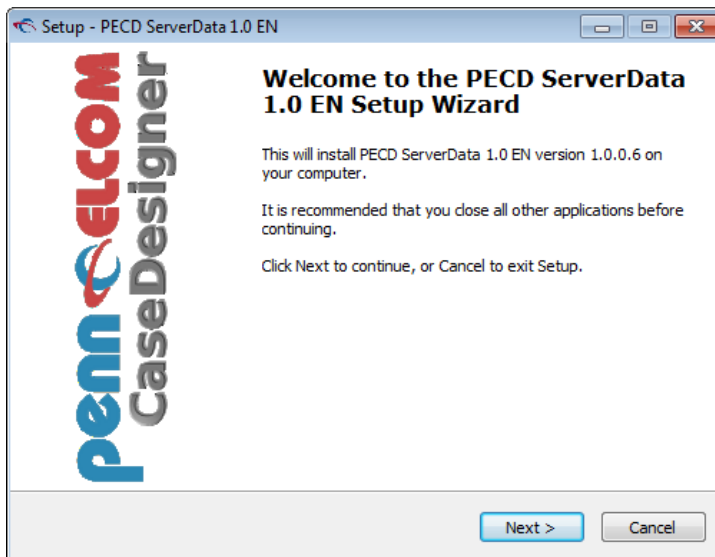 Setup - PECD ServerData 1.0 EN
penn ELCOM
CaseDesigner
Welcome to the PECD ServerData
1.0 EN Setup Wizard
This will install PECD ServerData 1.0 EN version 1.0.0.6 on
your computer.
It is recommended that you close all other applications before
continuing.
Click Next to continue, or Cancel to exit Setup.
Next >
Cancel